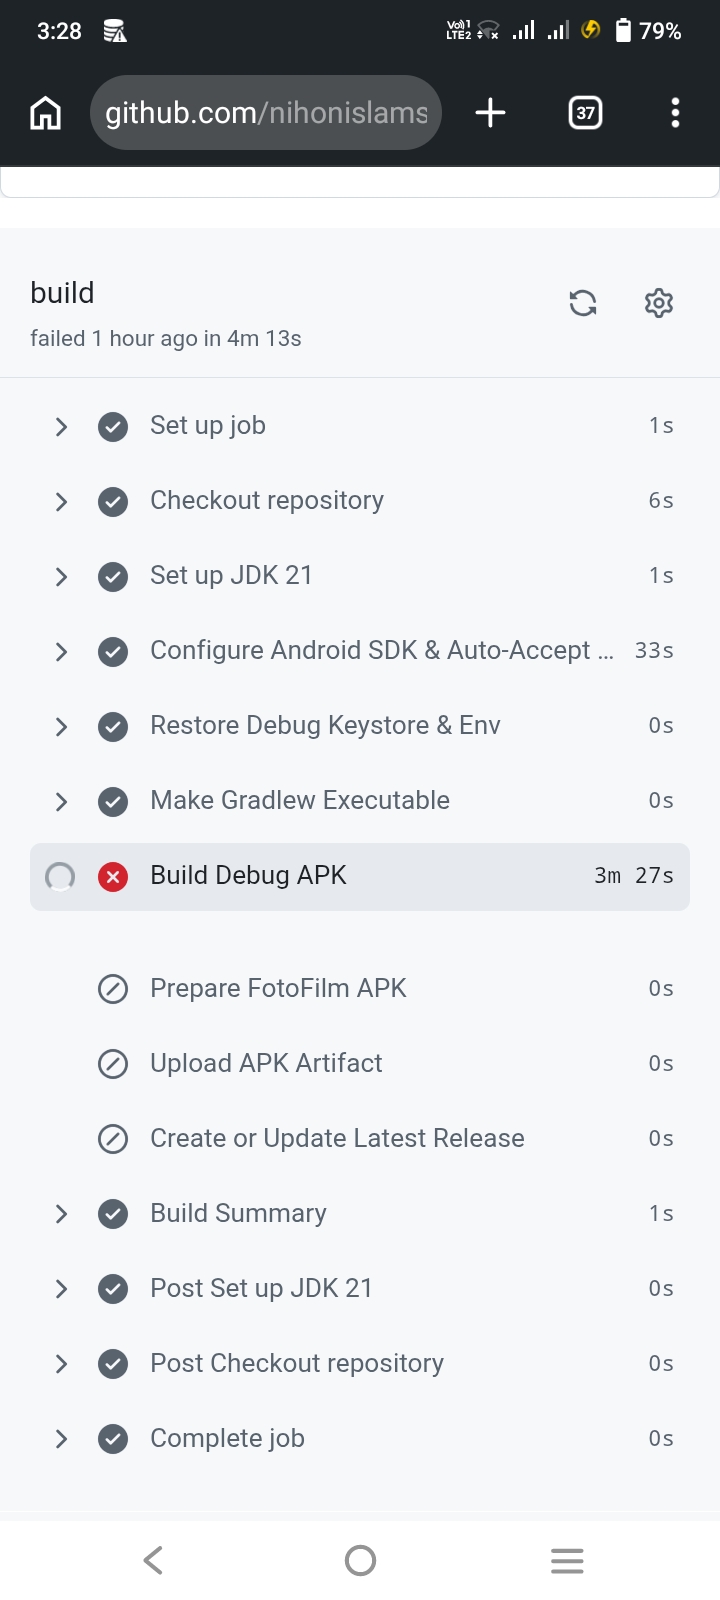 3:28
Vo)) 1
LTE2
79%
github.com/nihonislams
37
build
failed 1 hour ago in 4m 13s
Set up job 1s
Checkout repository 6s
Set up JDK 21 1s
Configure Android SDK & Auto-Accept ... 33s
Restore Debug Keystore & Env 0s
Make Gradlew Executable 0s
Build Debug APK 3m 27s
Prepare FotoFilm APK 0s
Upload APK Artifact 0s
Create or Update Latest Release 0s
Build Summary 1s
Post Set up JDK 21 0s
Post Checkout repository 0s
Complete job 0s